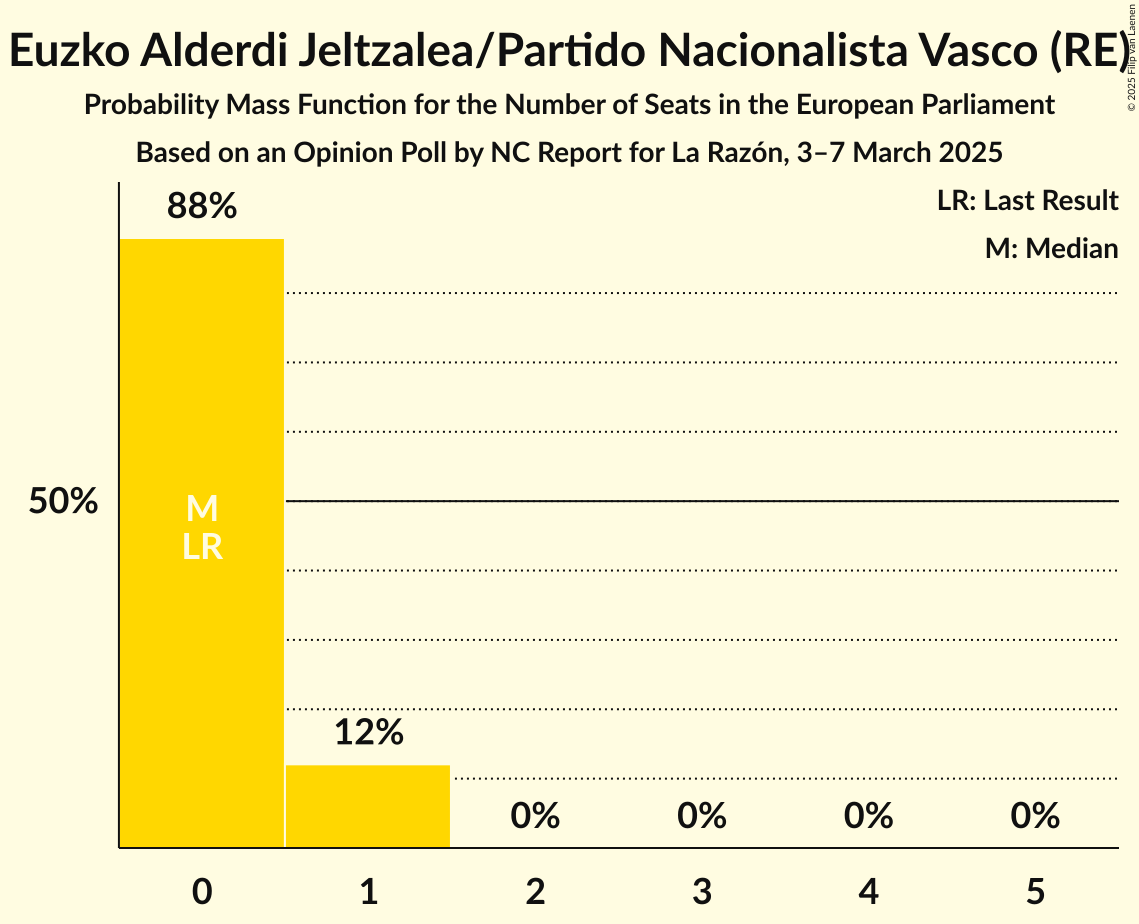 Euzko Alderdi Jeltzalea/Partido Nacionalista Vasco (RE)
© 2025 Filip van Laenen
Probability Mass Function for the Number of Seats in the European Parliament
Based on an Opinion Poll by NC Report for La Razón, 3–7 March 2025
LR: Last Result
M: Median
88%
50%
M
LR
12%
0% 0% 0% 0%
0 1 2 3 4 5